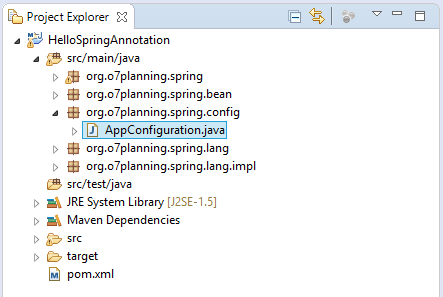 Project Explorer
HelloSpringAnnotation
src/main/java
org.o7planning.spring
org.o7planning.spring.bean
org.o7planning.spring.config
AppConfiguration.java
org.o7planning.spring.lang
org.o7planning.spring.lang.impl
src/test/java
JRE System Library [J2SE-1.5]
Maven Dependencies
src
target
pom.xml